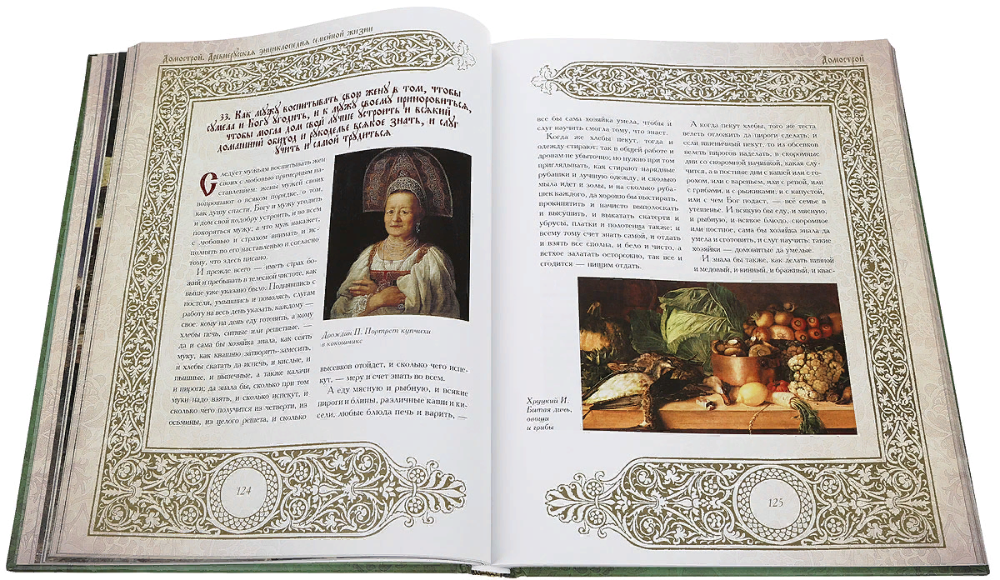 Домострой. Древнерусская энциклопедия семейной жизни
33. Как мужу воспитывать свою жену в том, чтобы
сумела и Богу угодить, и к мужу своему приноровиться,
чтобы могла дом свой лучше устроить и всякий
домашний обиход и рукоделье всякое знать, и слуг
учить и самой трудиться
Следует мужьям воспитывать жен
своих с любовью примерным на-
ставлением: жены мужей своих
вопрошают о всяком порядке, о том,
как душу спасти, Богу и мужу угодить
и дом свой подобру устроить, и во всем
покоряться мужу; а что муж накажет,
с любовью и страхом внимать и ис-
полнять по его наставленью и согласно
тому, что здесь писано.
И прежде всего — иметь страх бо-
жий и пребывать в телесной чистоте, как
выше уже указано было. Поднявшись с
постели, умывшись и помолясь, слугам
работу на весь день указать, каждому —
свое: кому на день еду готовить, а кому
хлебы печь, ситные или решетные, —
да и сама бы хозяйка знала, как сеять
муку, как квашню затворить-замесить,
и хлебы скатать да испечь, и кислые, и
пышные, и выпечные, а также калачи
и пироги; да знала бы, сколько при том
муки надо взять, и сколько испекут, и
сколько чего получится из четверти, из
осьмины, из целого решета, и сколько
Дрождин П. Портрет купчихи
в кокошнике
высевков отойдет, и сколько чего испе-
кут, — меру и счет знать во всем.
А еду мясную и рыбную, и всякие
пироги и блины, различные каши и ки-
сели, любые блюда печь и варить, —
124
Домострой
все бы сама хозяйка умела, чтобы и
слуг научить смогла тому, что знает.
Когда же хлебы пекут, тогда и
одежду стирают: так в общей работе и
дровам не убыточно; но нужно при том
приглядывать, как стирают нарядные
рубашки и лучшую одежду, и сколько
мыла идет и золы, и на сколько руба-
шек каждого, да хорошо бы выстирать,
прокипятить и начисто выполоскать
и высушить, и выкатать скатерти и
убрусы, платки и полотенца также; и
всему тому счет знать самой, и отдать
и взять все сполна, и бело и чисто, а
ветхое залатать осторожно, так все и
сгодится — нищим отдать.
А когда пекут хлебы, того же теста
велеть отложить да пироги сделать; и
если пшеничный пекут, то из обсевков
велеть пирогов наделать, в скоромные
дни со скоромной начинкой, какая слу-
чится, а в постные дни с кашей или с го-
рохом, или с вареньем, или с репой, или
с грибами, и с рыжиками; и с капустой,
или с чем Бог подаст, — всё семье в
утешенье. И всякую бы еду, и мясную,
и рыбную, и всякое блюдо, скоромное
или постное, сама бы хозяйка знала да
умела и сготовить, и слуг научить: такие
хозяйки — домовитые да умелые.
И знала бы также, как делать пивной
и медовый, и винный, и бражный, и квас-
Хруцкий И.
Битая дичь,
овощи
и грибы
125